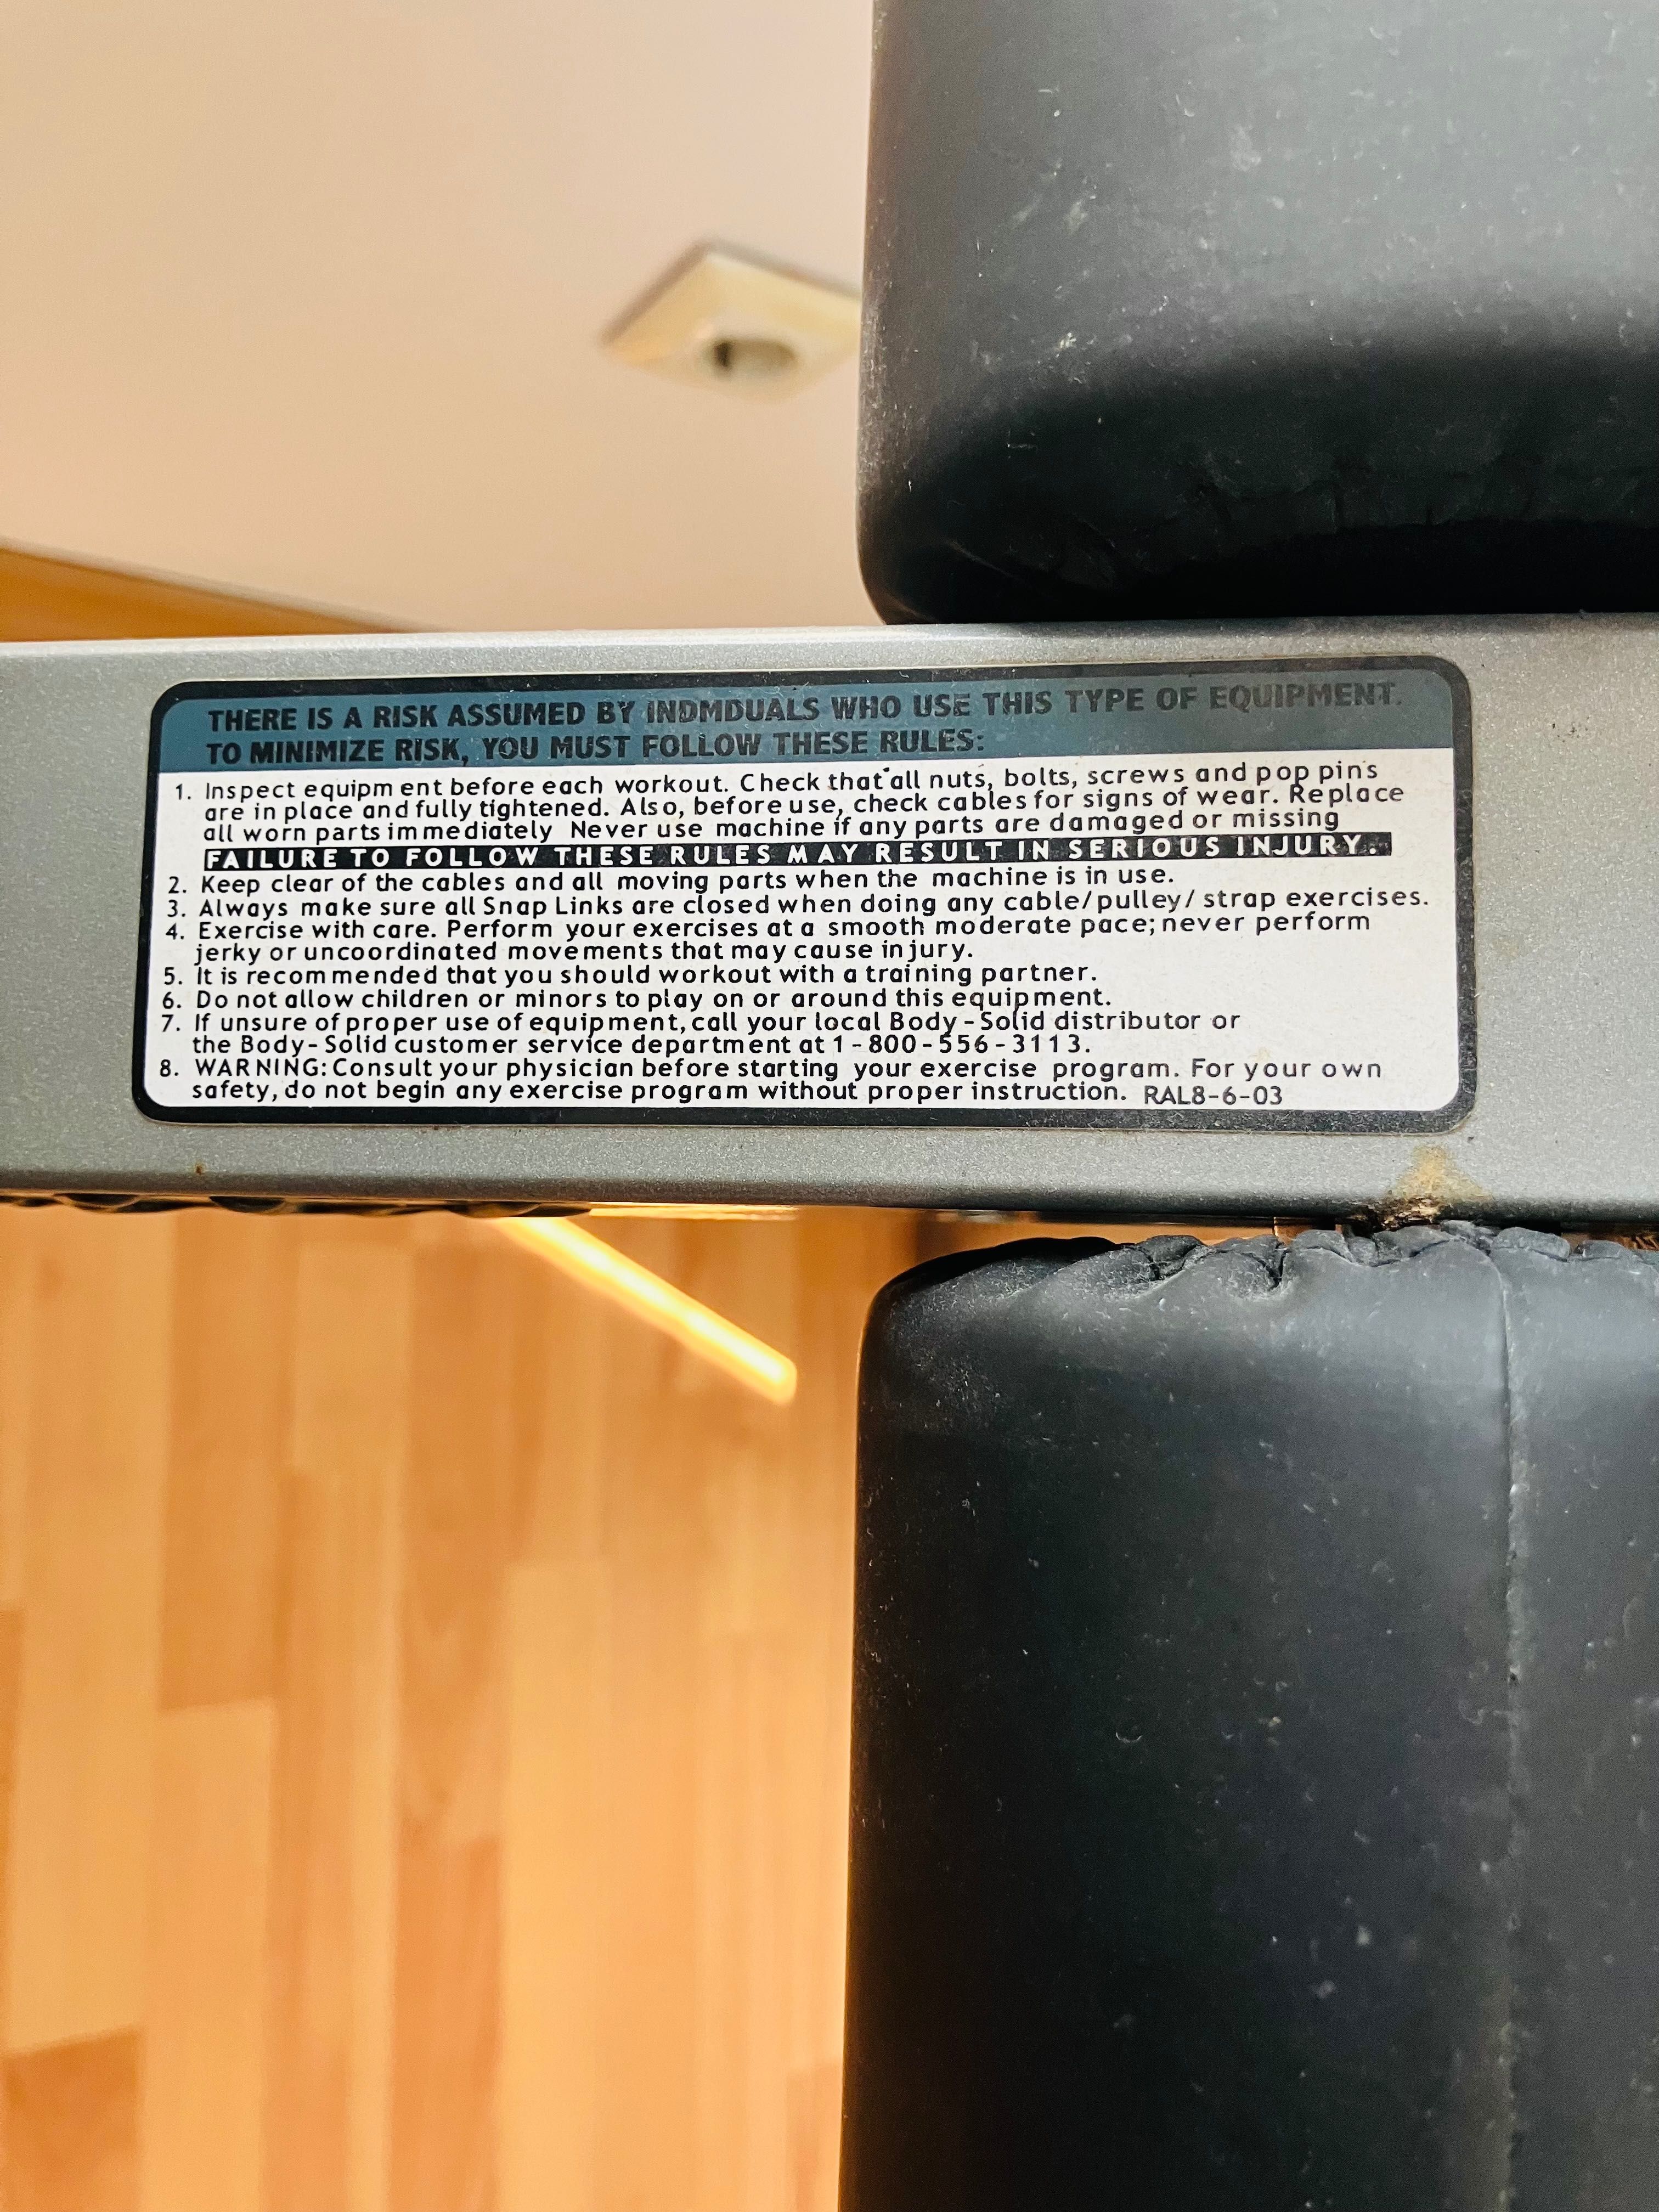 THERE IS A RISK ASSUMED BY INDMDUALS WHO USE THIS TYPE OF EQUIPMENT.
TO MINIMIZE RISK, YOU MUST FOLLOW THESE RULES:
1. Inspect equipment before each workout. Check that all nuts, bolts, screws and pop pins
are in place and fully tightened. Also, before use, check cables for signs of wear. Replace
all worn parts immediately Never use machine if any parts are damaged or missing
FAILURE TO FOLLOW THESE RULES MAY RESULT IN SERIOUS INJURY.
2. Keep clear of the cables and all moving parts when the machine is in use.
3. Always make sure all Snap Links are closed when doing any cable/pulley/ strap exercises.
4. Exercise with care. Perform your exercises at a smooth moderate pace; never perform
jerky or uncoordinated movements that may cause injury.
5. It is recommended that you should workout with a training partner.
6. Do not allow children or minors to play on or around this equipment.
7. If unsure of proper use of equipment, call your local Body-Solid distributor or
the Body-Solid customer service department at 1-800-556-3113.
8. WARNING: Consult your physician before starting your exercise program. For your own
safety, do not begin any exercise program without proper instruction. RAL8-6-03